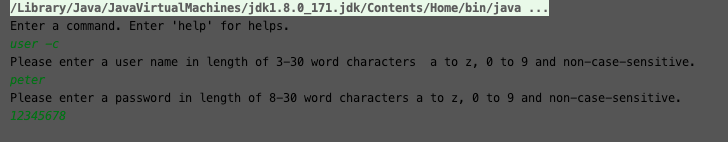 /Library/Java/JavaVirtualMachines/jdk1.8.0_171.jdk/Contents/Home/bin/java ...
Enter a command. Enter 'help' for helps.
user -c
Please enter a user name in length of 3-30 word characters  a to z, 0 to 9 and non-case-sensitive.
peter
Please enter a password in length of 8-30 word characters a to z, 0 to 9 and non-case-sensitive.
12345678